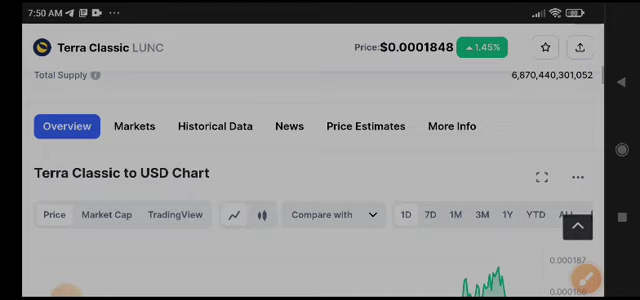 7:50 AM
Terra Classic LUNC Price:$0.0001848 1.45%
Total Supply 6,870,440,301,052
Overview Markets Historical Data News Price Estimates More Info
Terra Classic to USD Chart
Price Market Cap TradingView Compare with 1D 7D 1M 3M 1Y YTD
0.000187
0.000186